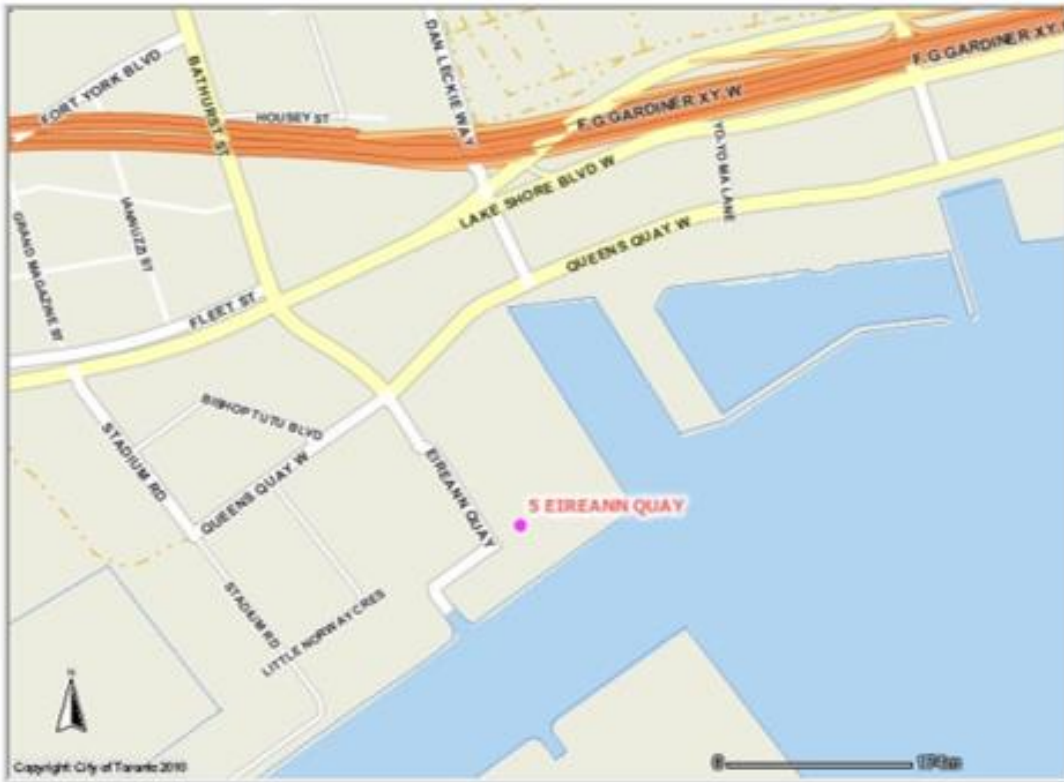 DAN LECKIE WAY
F.G.GARDINER XY W
FORT YORK BLVD
BATHURST ST
HOUSEY ST
F.G.GARDINER XY W
YO-YO MA LANE
LAKE SHORE BLVD W
IANNUZZI ST
GRAND MAGAZINE ST
QUEENS QUAY W
FLEET ST
BISHOP TUTU BLVD
STADIUM RD
QUEENS QUAY W
EIREANN QUAY
5 EIREANN QUAY
STADIUM RD
LITTLE NORWAY CRES
N
Copyright: City of Toronto 2010
0